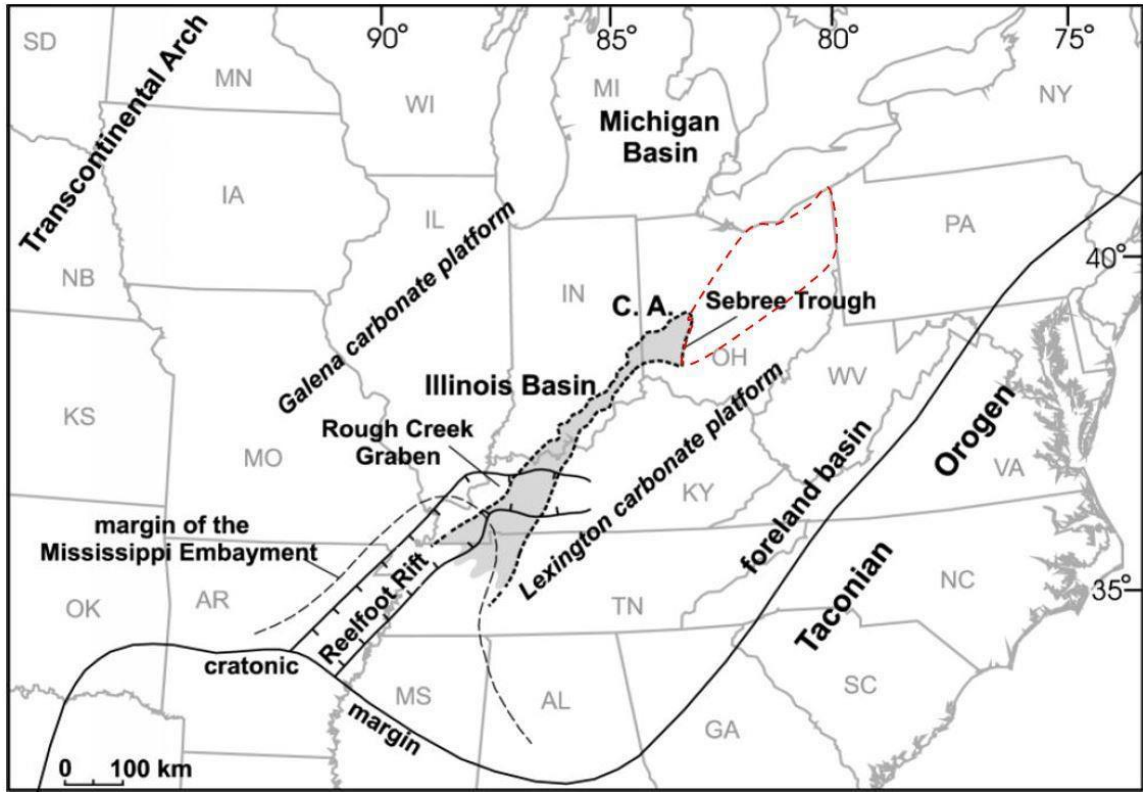 90°
85°
80°
75°
SD
MN
WI
MI
NY
Transcontinental Arch
Michigan
Basin
IA
IL
PA
NB
Galena carbonate platform
IN
40°
C. A.
Sebree Trough
OH
Illinois Basin
WV
KS
Rough Creek
Graben
MO
Lexington carbonate platform
KY
foreland basin
Orogen
VA
margin of the
Mississippi Embayment
OK
AR
Reelfoot Rift
TN
Taconian
NC
35°
cratonic
MS
margin
AL
GA
SC
0 100 km